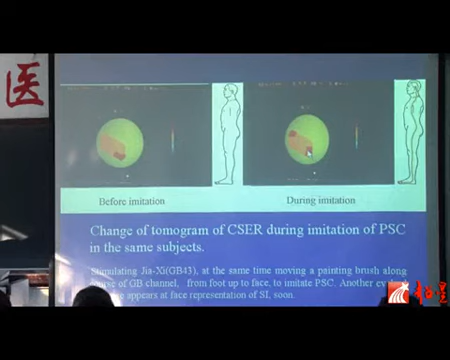 医
Before imitation
During imitation
Change of tomogram of CSER during imitation of PSC
in the same subjects.
Stimulating Jia-Xi(GB43), at the same time moving a painting brush along
of GB channel, from foot up to face, to imitate PSC. Another
appears at face representation of SI, soon.